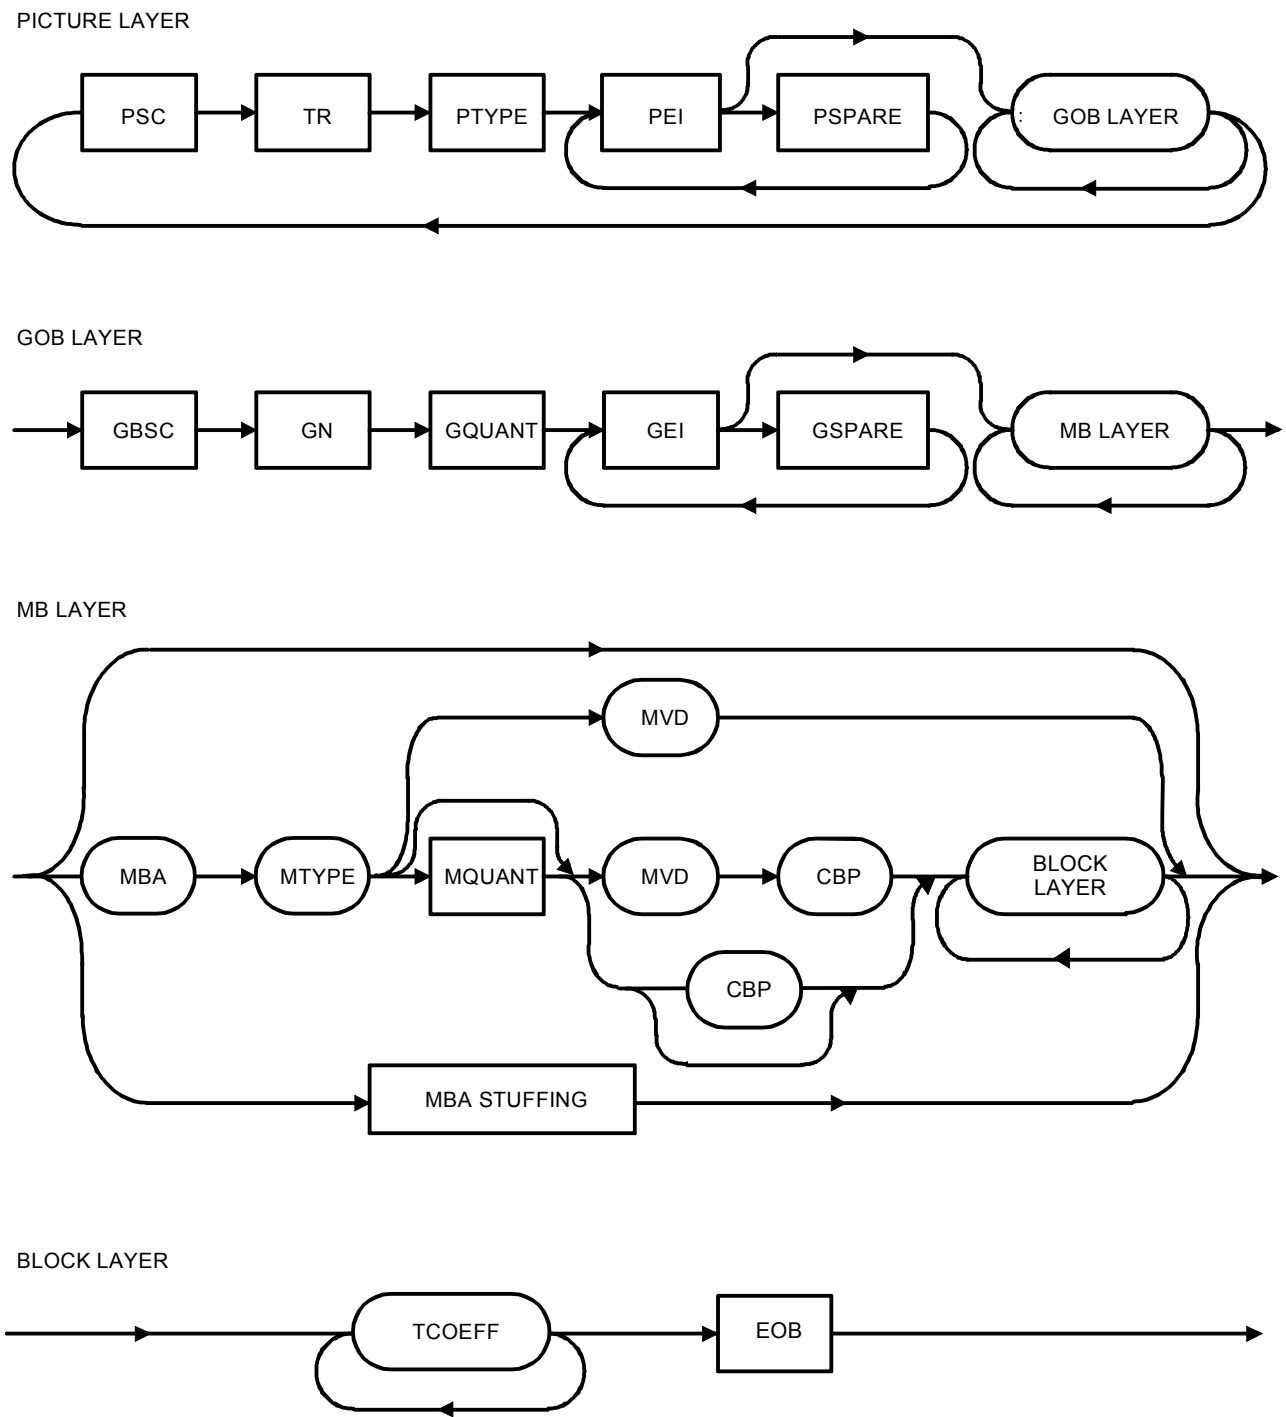 PICTURE LAYER
PSC
TR
PTYPE
PEI
PSPARE
: GOB LAYER
GOB LAYER
GBSC
GN
GQUANT
GEI
GSPARE
MB LAYER
MB LAYER
MVD
MBA
MTYPE
MQUANT
MVD
CBP
BLOCK
LAYER
CBP
MBA STUFFING
BLOCK LAYER
TCOEFF
EOB